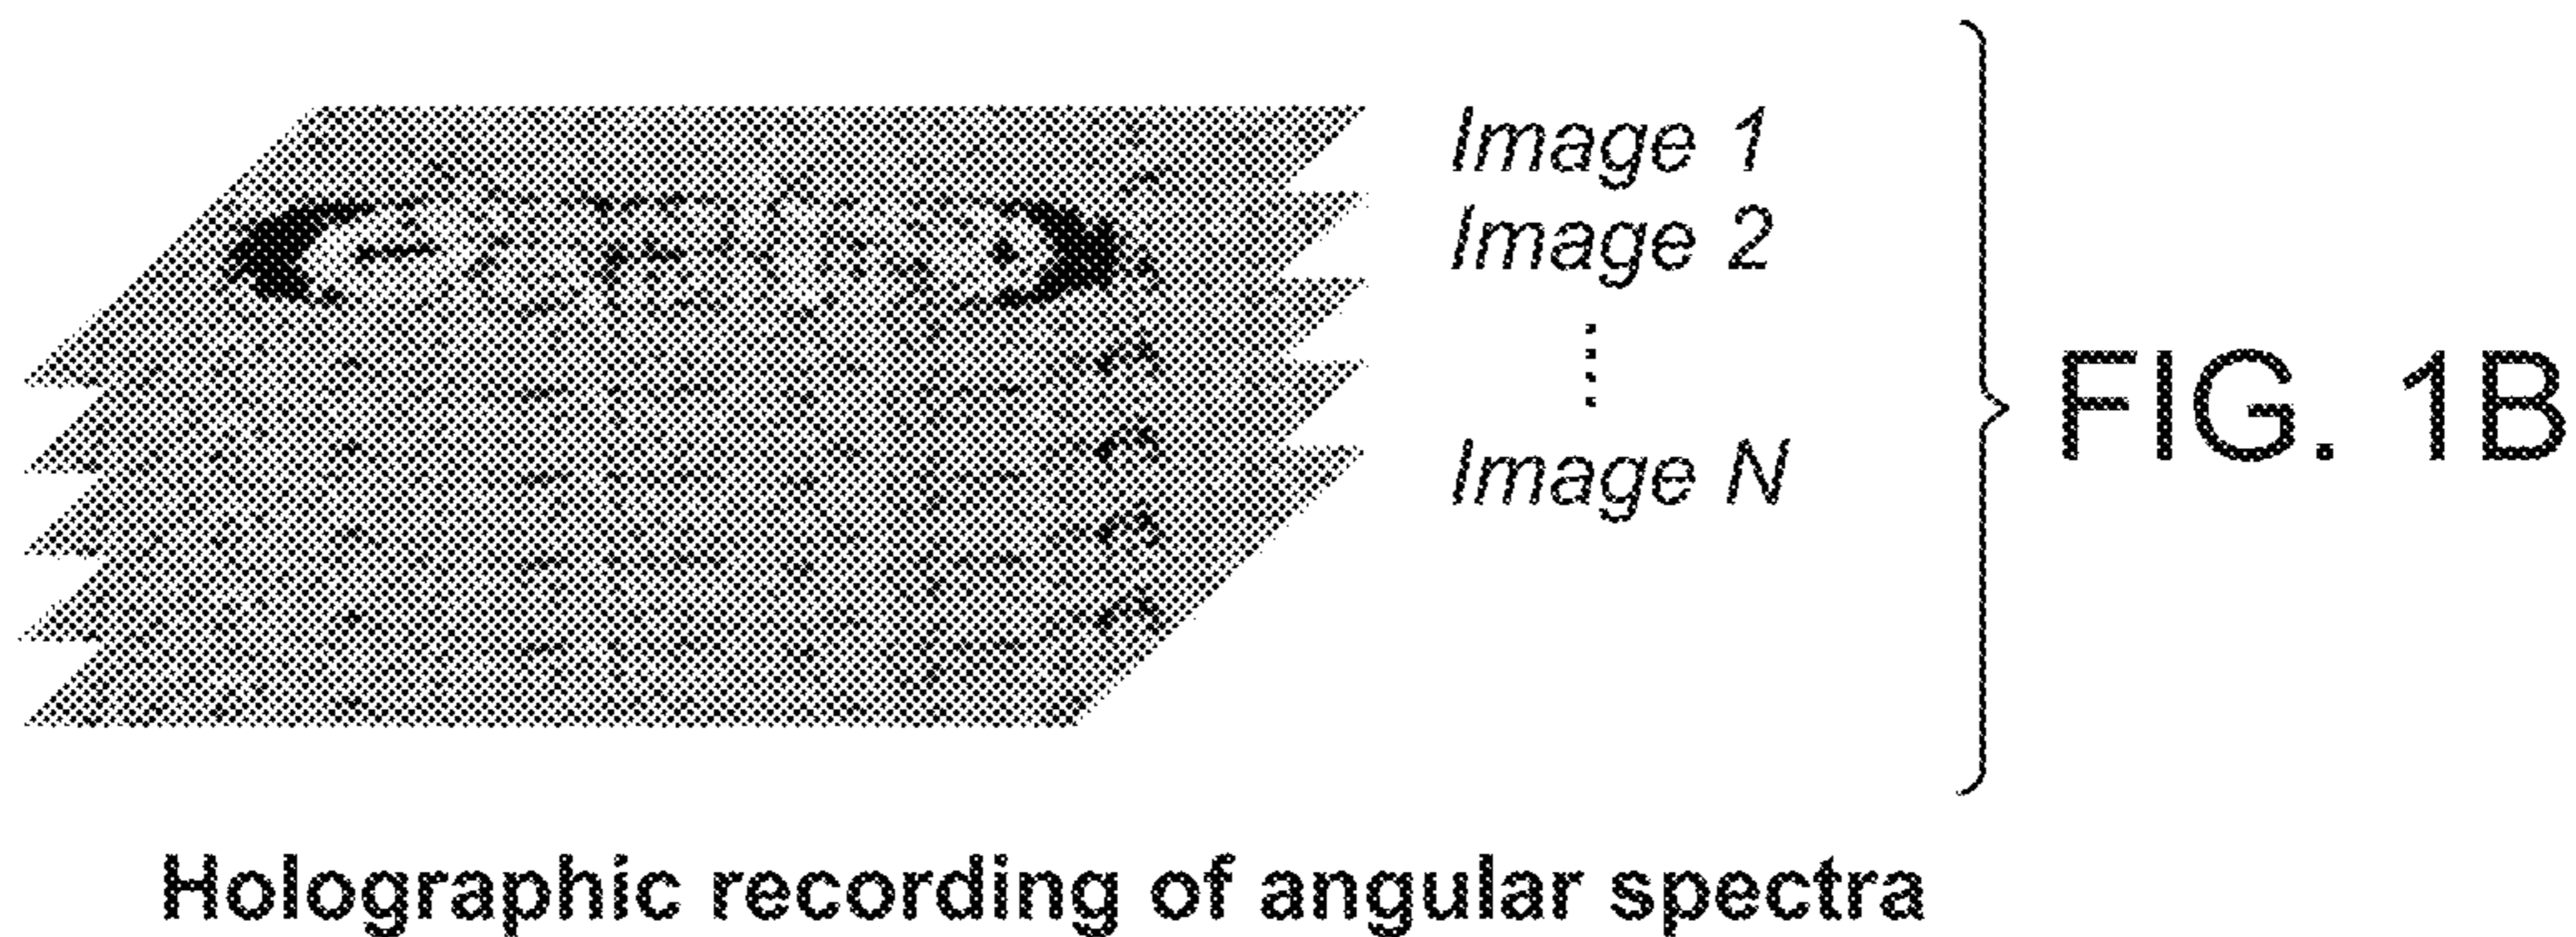 Image 1
Image 2
Image N
FIG. 1B
Holographic recording of angular spectra